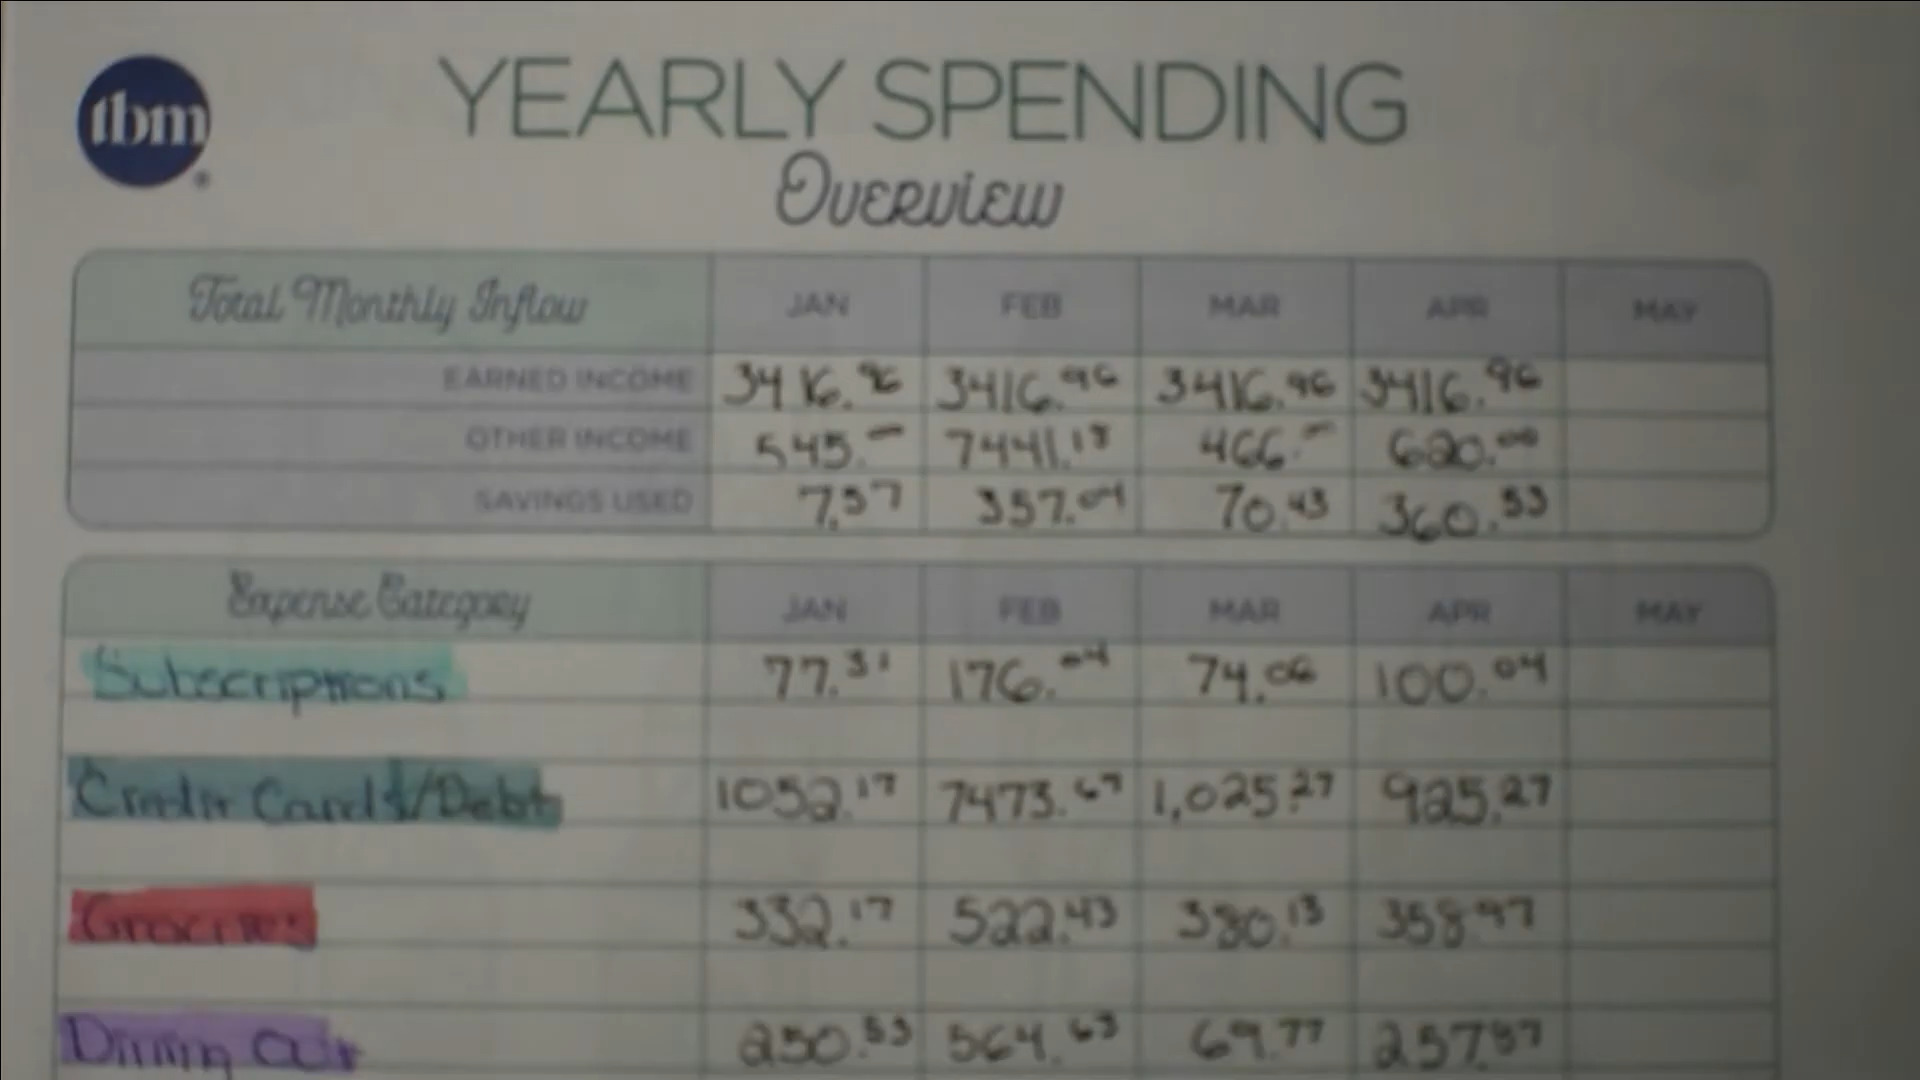 tbm®
YEARLY SPENDING
Overview
Total Monthly Inflow JAN FEB MAR APR MAY
EARNED INCOME 3416.96 3416.96 3416.96 3416.96
OTHER INCOME 545.— 7441.18 466.— 620.00
SAVINGS USED 7.57 357.04 70.43 360.53
Expense Category JAN FEB MAR APR MAY
Subscriptions 77.31 176.04 74.06 100.04
Credit Cards/Debt 1052.17 7473.67 1,025.27 925.27
Groceries 332.17 522.43 380.13 358.97
Dining Out 250.53 564.63 69.77 257.97